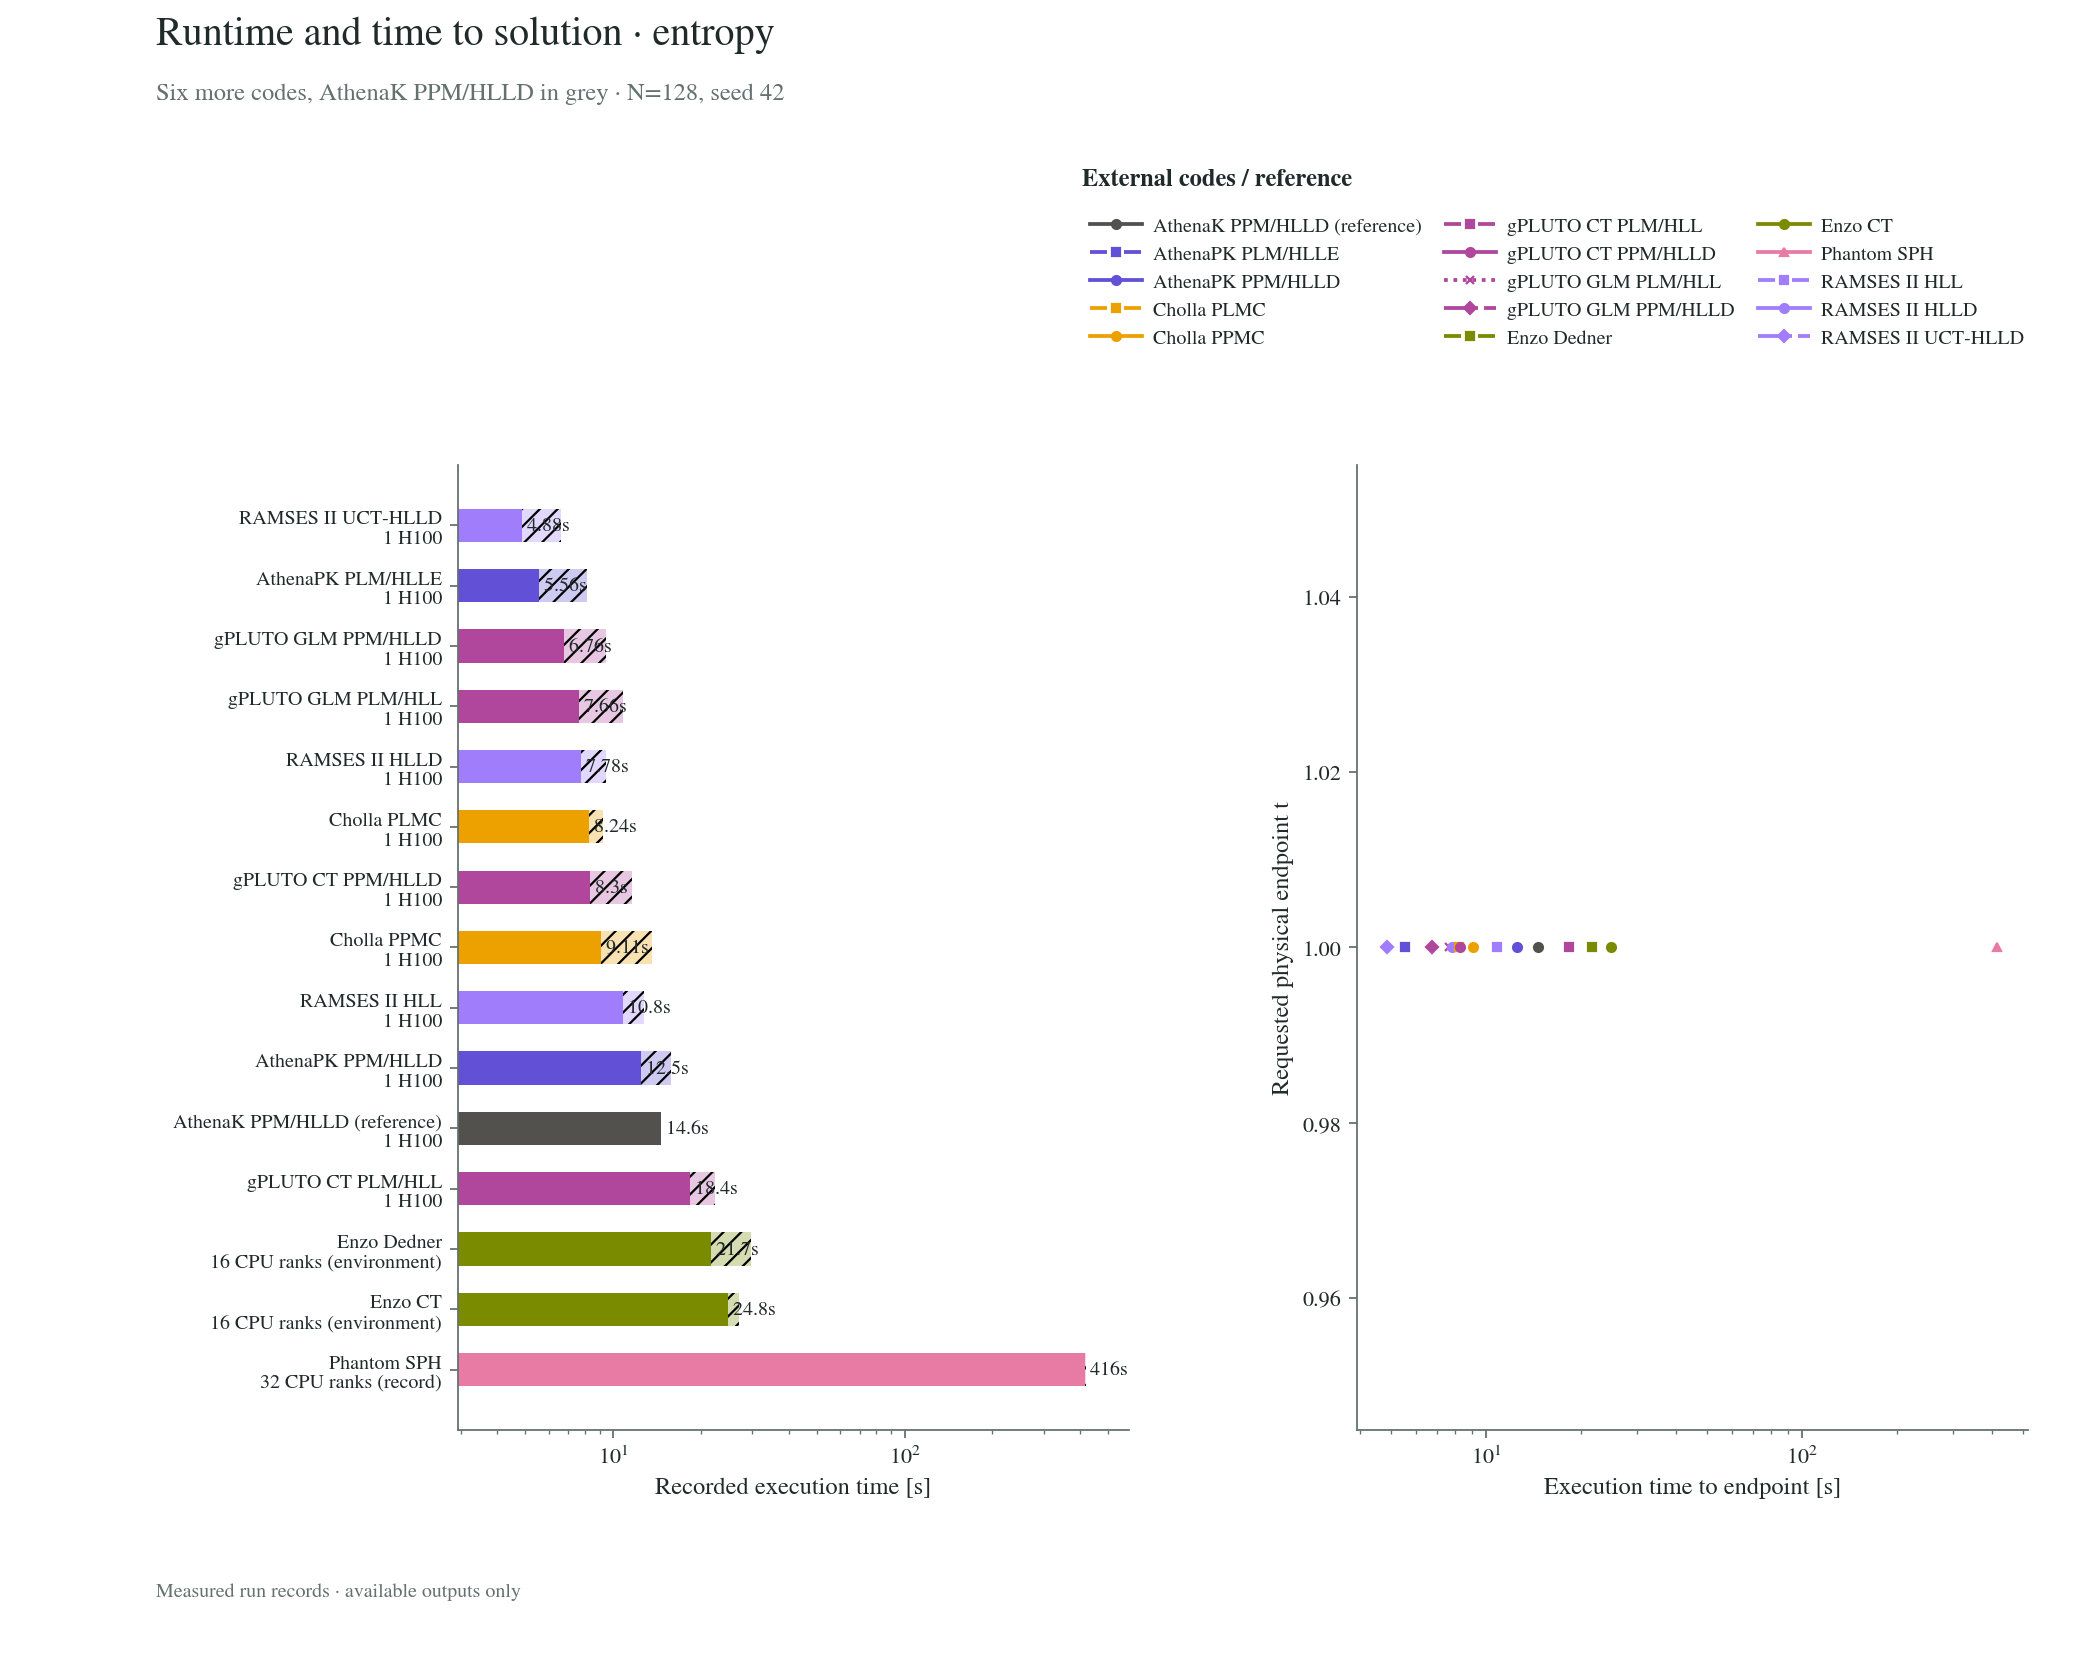 Runtime and time to solution · entropy
Six more codes, AthenaK PPM/HLLD in grey · N=128, seed 42
External codes / reference
AthenaK PPM/HLLD (reference)
AthenaPK PLM/HLLE
AthenaPK PPM/HLLD
Cholla PLMC
Cholla PPMC
gPLUTO CT PLM/HLL
gPLUTO CT PPM/HLLD
gPLUTO GLM PLM/HLL
gPLUTO GLM PPM/HLLD
Enzo Dedner
Enzo CT
Phantom SPH
RAMSES II HLL
RAMSES II HLLD
RAMSES II UCT-HLLD
RAMSES II UCT-HLLD
1 H100
4.88s
AthenaPK PLM/HLLE
1 H100
5.56s
gPLUTO GLM PPM/HLLD
1 H100
6.76s
gPLUTO GLM PLM/HLL
1 H100
7.66s
RAMSES II HLLD
1 H100
7.78s
Cholla PLMC
1 H100
8.24s
gPLUTO CT PPM/HLLD
1 H100
8.3s
Cholla PPMC
1 H100
9.11s
RAMSES II HLL
1 H100
10.8s
AthenaPK PPM/HLLD
1 H100
12.5s
AthenaK PPM/HLLD (reference)
1 H100
14.6s
gPLUTO CT PLM/HLL
1 H100
18.4s
Enzo Dedner
16 CPU ranks (environment)
21.7s
Enzo CT
16 CPU ranks (environment)
24.8s
Phantom SPH
32 CPU ranks (record)
416s
10¹
10²
Recorded execution time [s]
Requested physical endpoint t
1.04
1.02
1.00
0.98
0.96
10¹
10²
Execution time to endpoint [s]
Measured run records · available outputs only